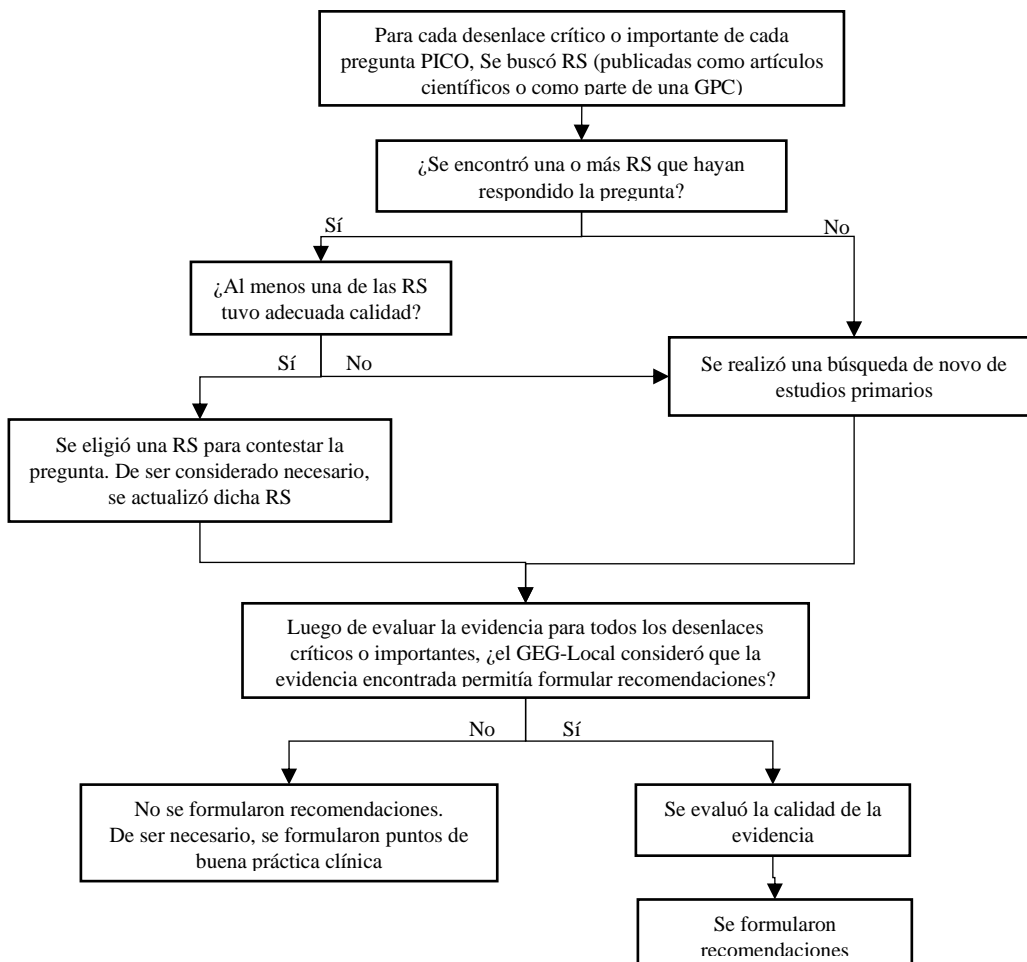 Para cada desenlace crítico o importante de cada
pregunta PICO, Se buscó RS (publicadas como artículos
científicos o como parte de una GPC)
¿Se encontró una o más RS que hayan
respondido la pregunta?
Sí
No
¿Al menos una de las RS
tuvo adecuada calidad?
Sí
No
Se realizó una búsqueda de novo de
estudios primarios
Se eligió una RS para contestar la
pregunta. De ser considerado necesario,
se actualizó dicha RS
Luego de evaluar la evidencia para todos los desenlaces
críticos o importantes, ¿el GEG-Local consideró que la
evidencia encontrada permitía formular recomendaciones?
No
Sí
No se formularon recomendaciones.
De ser necesario, se formularon puntos de
buena práctica clínica
Se evaluó la calidad de la
evidencia
Se formularon
recomendaciones